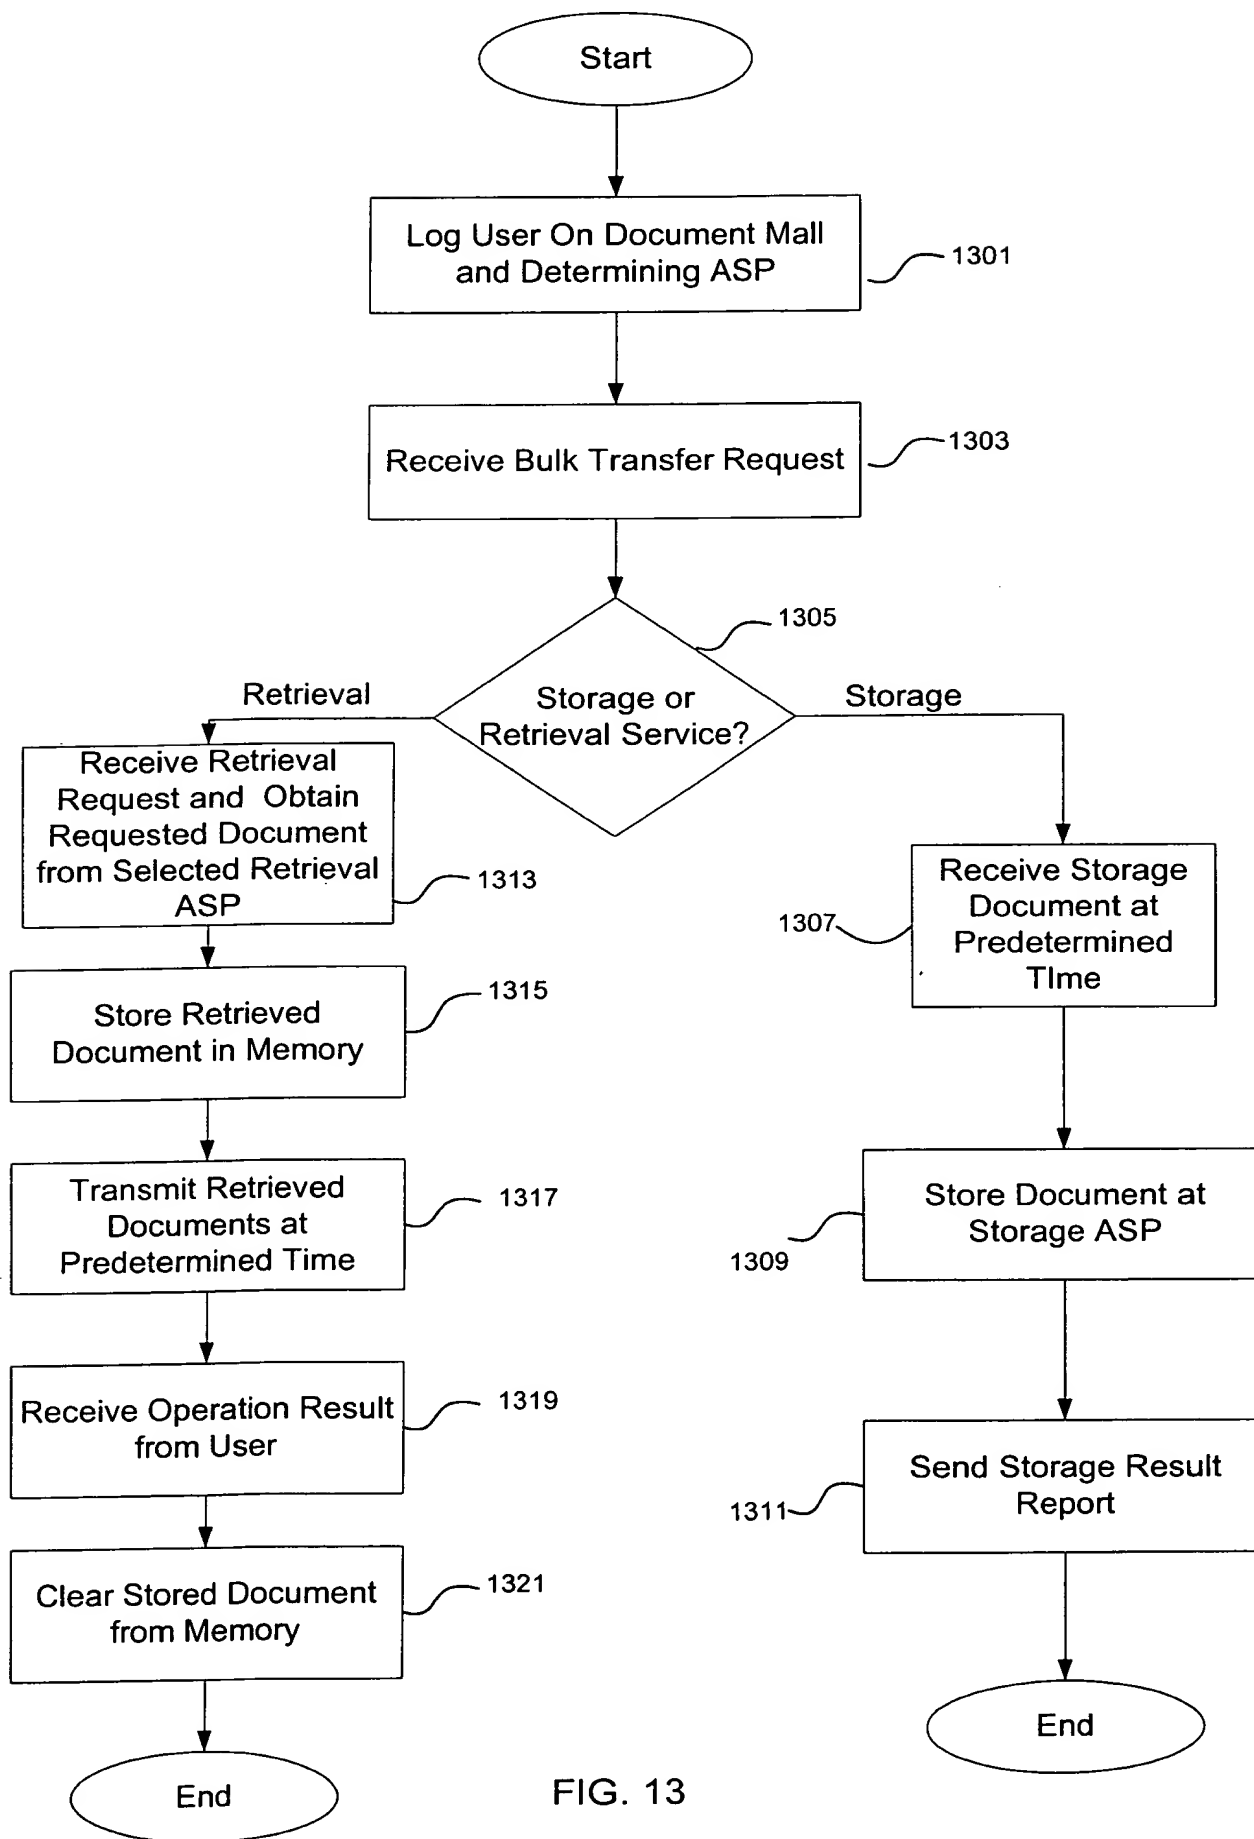 Start
Log User On Document Mall
and Determining ASP
1301
Receive Bulk Transfer Request
1303
1305
Storage or
Retrieval Service?
Retrieval
Storage
Receive Retrieval
Request and Obtain
Requested Document
from Selected Retrieval
ASP
1313
Store Retrieved
Document in Memory
1315
Transmit Retrieved
Documents at
Predetermined Time
1317
Receive Operation Result
from User
1319
Clear Stored Document
from Memory
1321
End
Receive Storage
Document at
Predetermined
TIme
1307
Store Document at
Storage ASP
1309
Send Storage Result
Report
1311
End
FIG. 13